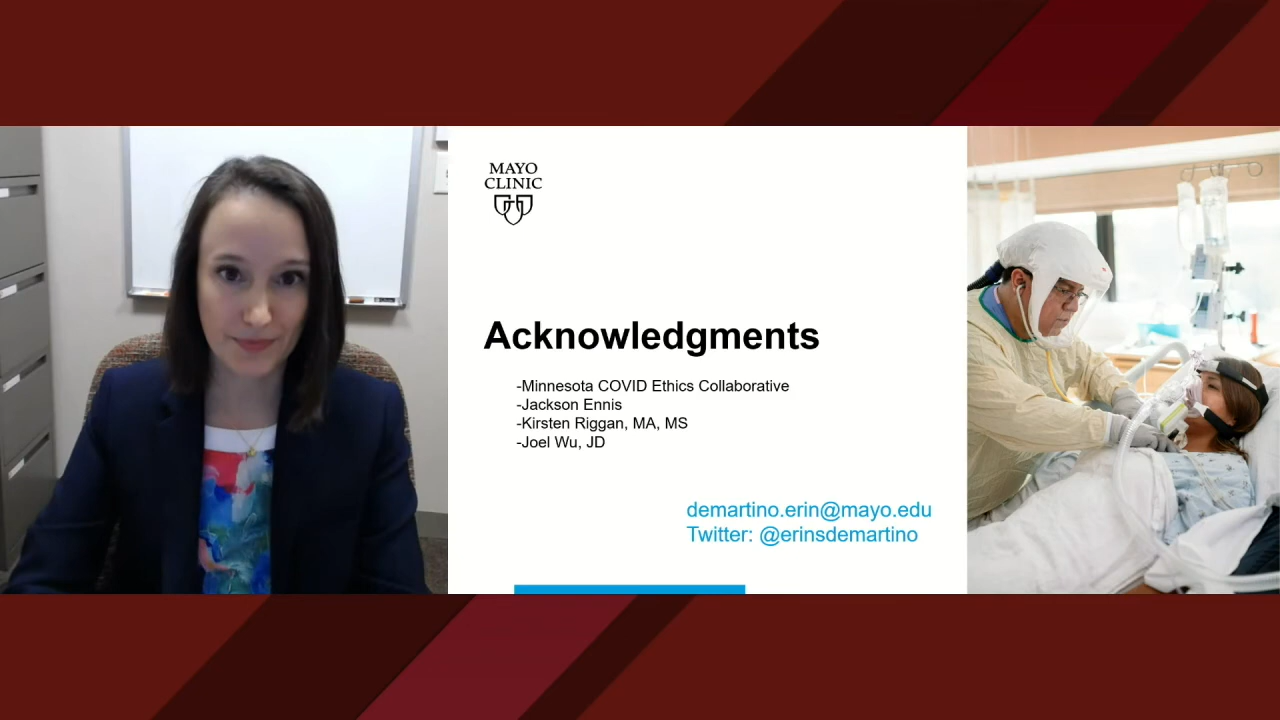 MAYO
CLINIC
Acknowledgments
-Minnesota COVID Ethics Collaborative
-Jackson Ennis
-Kirsten Riggan, MA, MS
-Joel Wu, JD
demartino.erin@mayo.edu
Twitter: @erinsdemartino